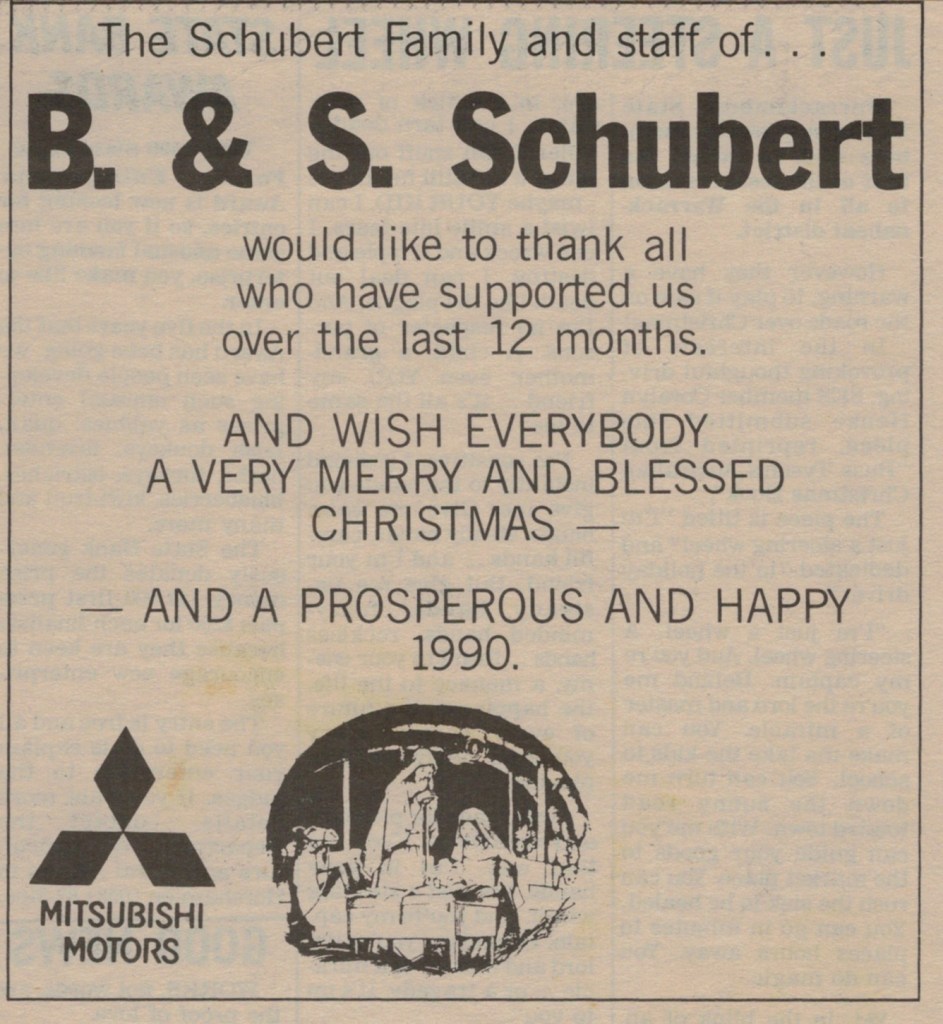 The Schubert Family and staff of . . .
B. & S. Schubert
would like to thank all
who have supported us
over the last 12 months.
AND WISH EVERYBODY
A VERY MERRY AND BLESSED
CHRISTMAS —
— AND A PROSPEROUS AND HAPPY
1990.
MITSUBISHI
MOTORS